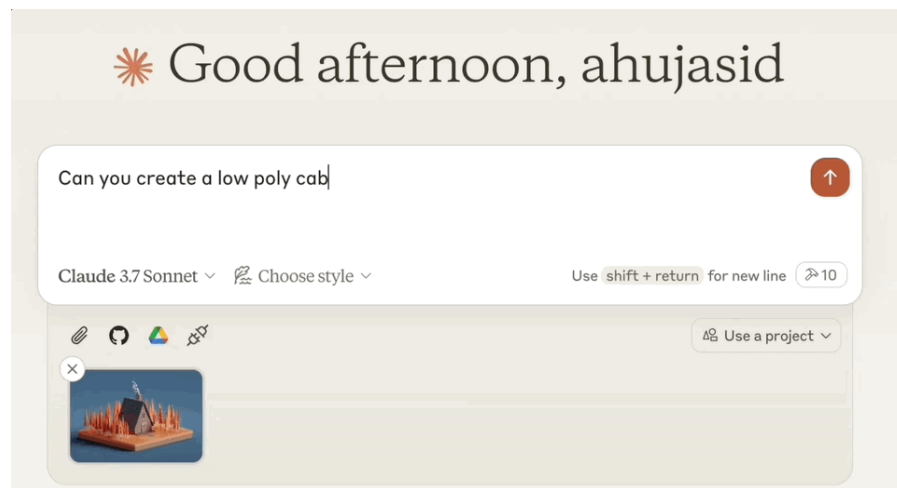 Good afternoon, ahujasid
Can you create a low poly cab
Claude 3.7 Sonnet
Choose style
Use shift + return for new line
10
Use a project